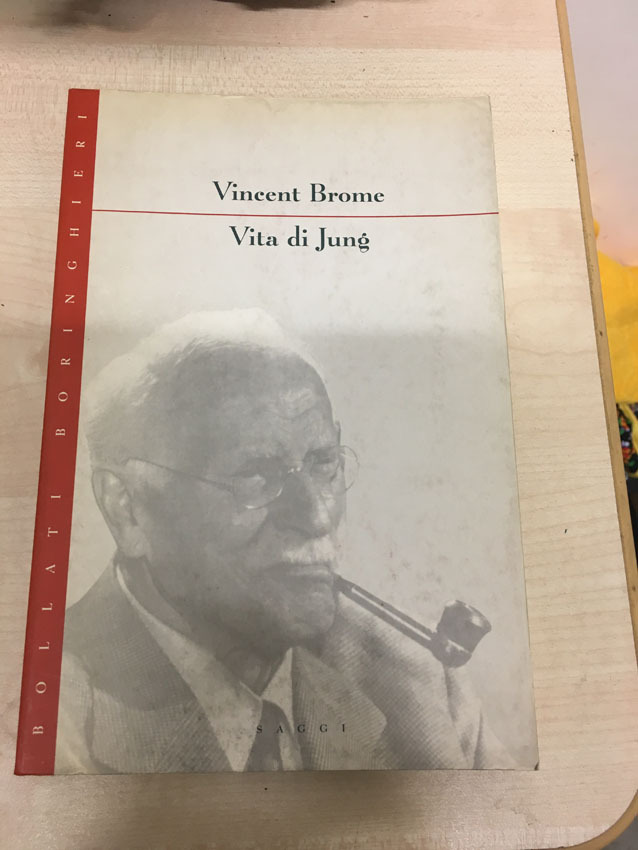 Vincent Brome
Vita di Jung
SAGGI
BOLLATI BORINGHIERI